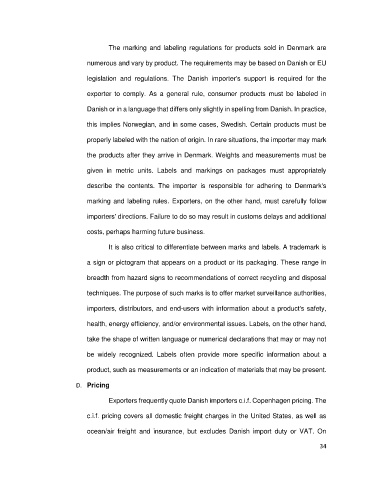 The marking and labeling regulations for products sold in Denmark are
numerous and vary by product. The requirements may be based on Danish or EU
legislation and regulations. The Danish importer's support is required for the
exporter to comply. As a general rule, consumer products must be labeled in
Danish or in a language that differs only slightly in spelling from Danish. In practice,
this implies Norwegian, and in some cases, Swedish. Certain products must be
properly labeled with the nation of origin. In rare situations, the importer may mark
the products after they arrive in Denmark. Weights and measurements must be
given in metric units. Labels and markings on packages must appropriately
describe the contents. The importer is responsible for adhering to Denmark's
marking and labeling rules. Exporters, on the other hand, must carefully follow
importers' directions. Failure to do so may result in customs delays and additional
costs, perhaps harming future business.
It is also critical to differentiate between marks and labels. A trademark is
a sign or pictogram that appears on a product or its packaging. These range in
breadth from hazard signs to recommendations of correct recycling and disposal
techniques. The purpose of such marks is to offer market surveillance authorities,
importers, distributors, and end-users with information about a product's safety,
health, energy efficiency, and/or environmental issues. Labels, on the other hand,
take the shape of written language or numerical declarations that may or may not
be widely recognized. Labels often provide more specific information about a
product, such as measurements or an indication of materials that may be present.
D. Pricing
Exporters frequently quote Danish importers c.i.f. Copenhagen pricing. The
c.i.f. pricing covers all domestic freight charges in the United States, as well as
ocean/air freight and insurance, but excludes Danish import duty or VAT. On
34